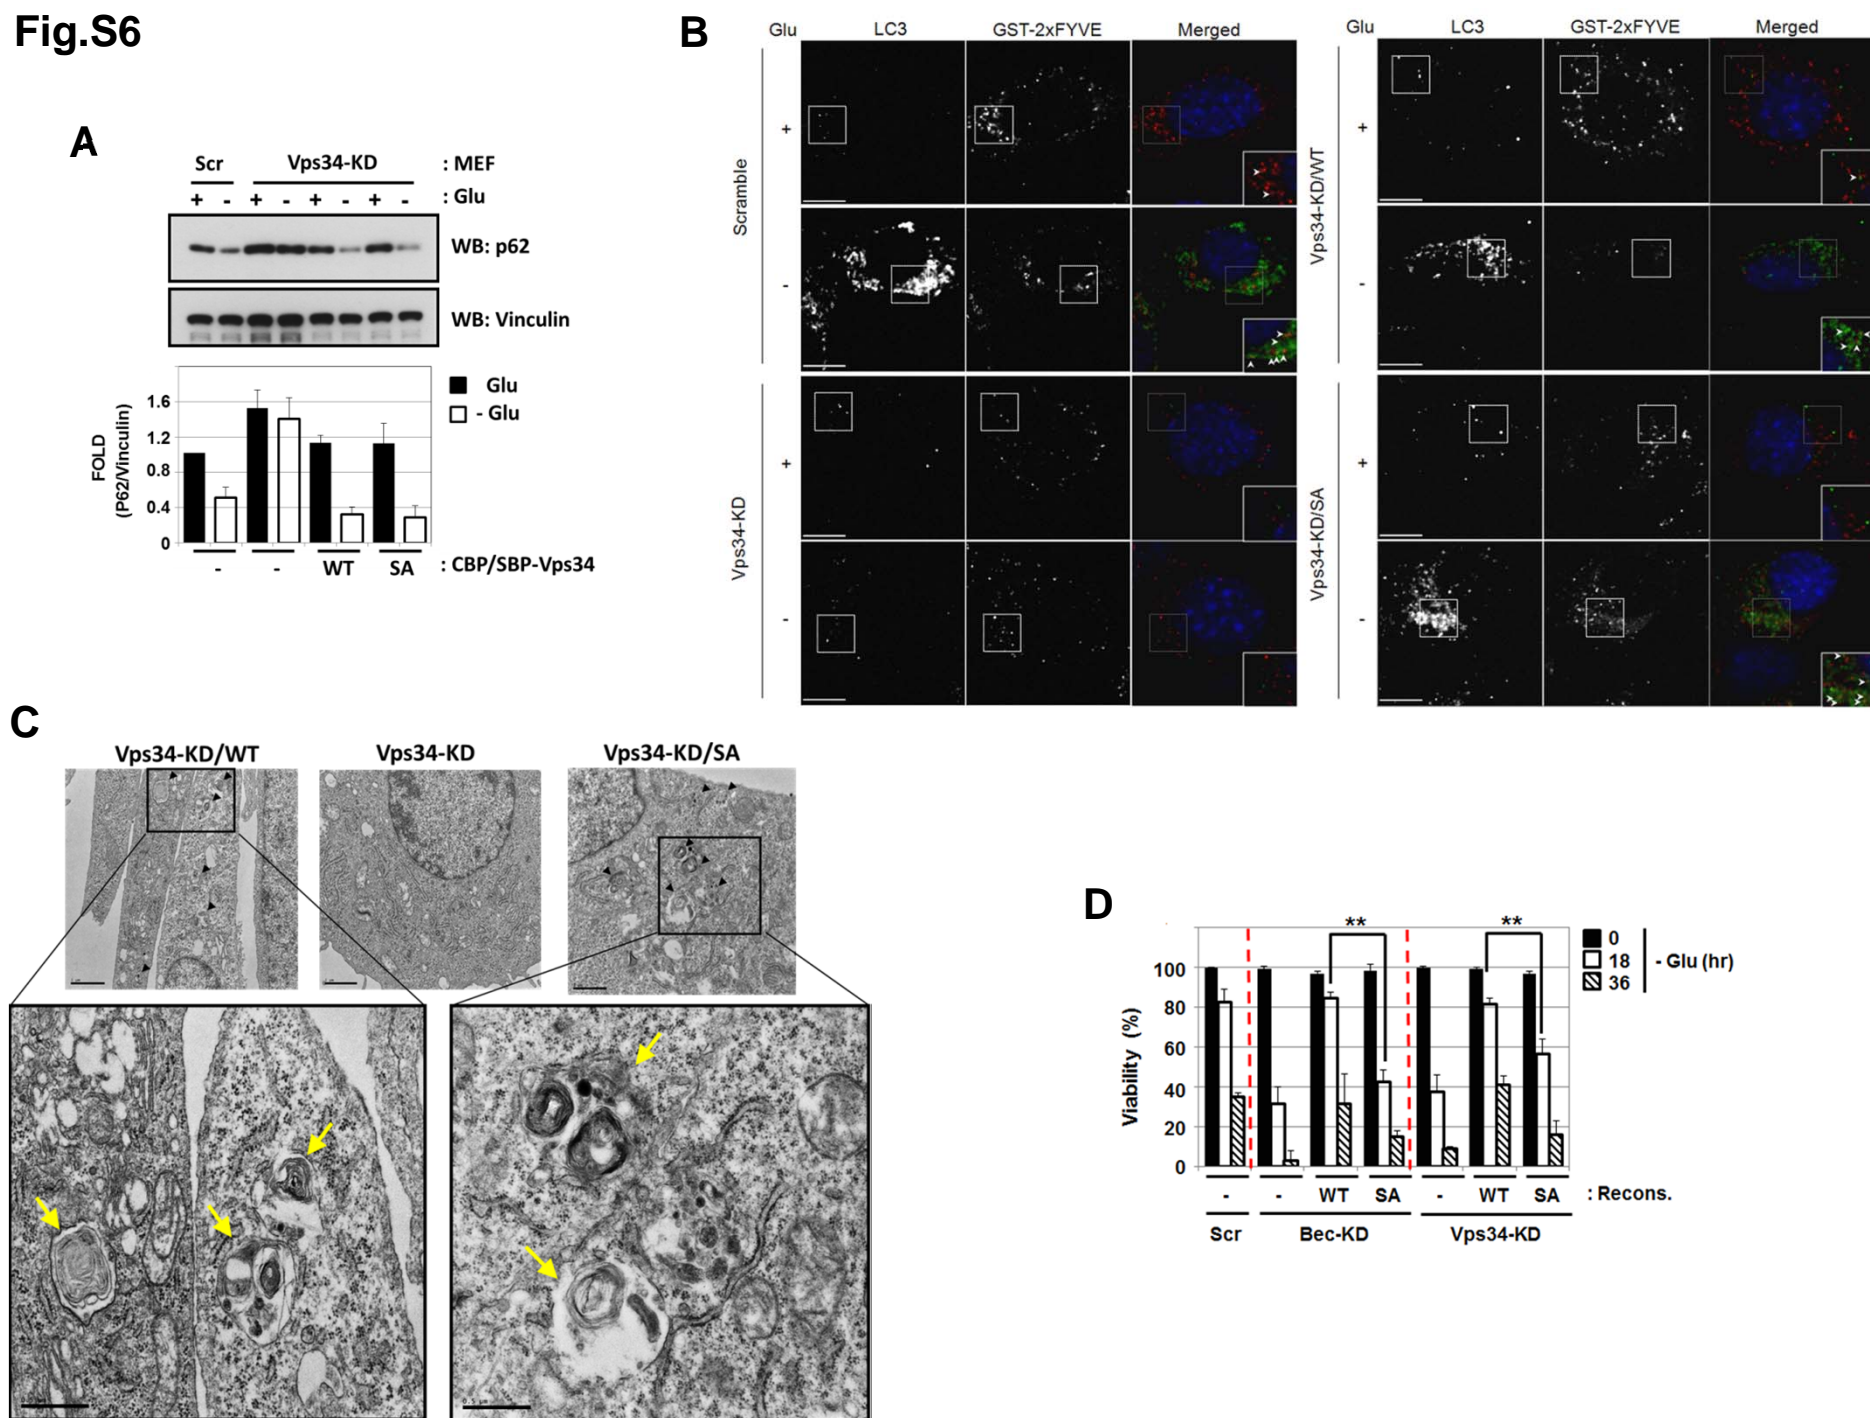 Fig.S6
A
Scr Vps34-KD : MEF
+ - + - + - + - : Glu
WB: p62
WB: Vinculin
FOLD
(P62/Vinculin)
1.6
1.2
0.8
0.4
0
Glu
- Glu
- - WT SA : CBP/SBP-Vps34
B
Glu LC3 GST-2xFYVE Merged
Scramble
+
-
Vps34-KD
+
-
Glu LC3 GST-2xFYVE Merged
Vps34-KD/WT
+
-
Vps34-KD/SA
+
-
C
Vps34-KD/WT Vps34-KD Vps34-KD/SA
0.5 µm
D
Viability (%)
100
80
60
40
20
0
** **
0
18
36
- Glu (hr)
- - WT SA - WT SA : Recons.
Scr Bec-KD Vps34-KD